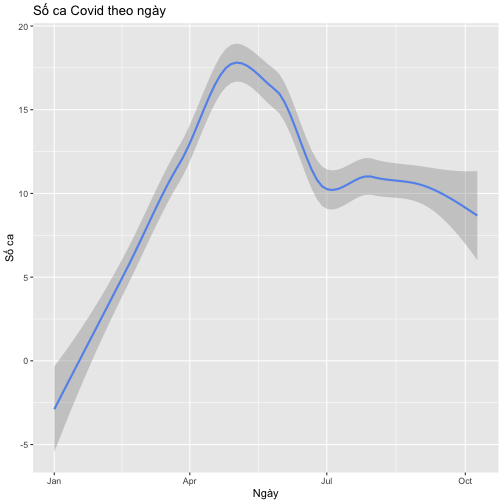 Số ca Covid theo ngày
20
15
10
5
0
-5
Số ca
Jan
Apr
Jul
Oct
Ngày